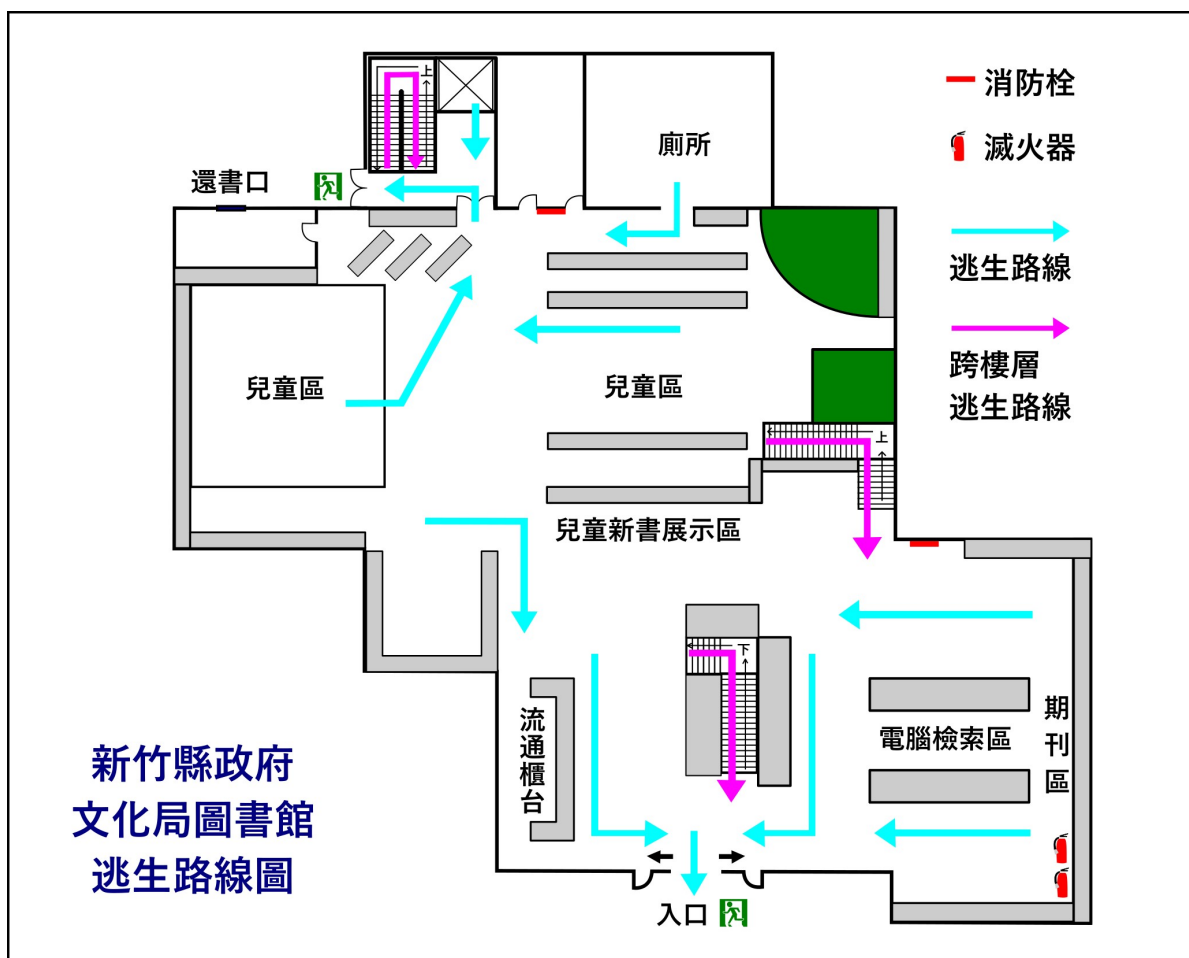 消防栓
滅火器
逃生路線
跨樓層
逃生路線
上
廁所
還書口
兒童區
兒童區
上
兒童新書展示區
下
流通櫃台
電腦檢索區
期刊區
入口
新竹縣政府
文化局圖書館
逃生路線圖